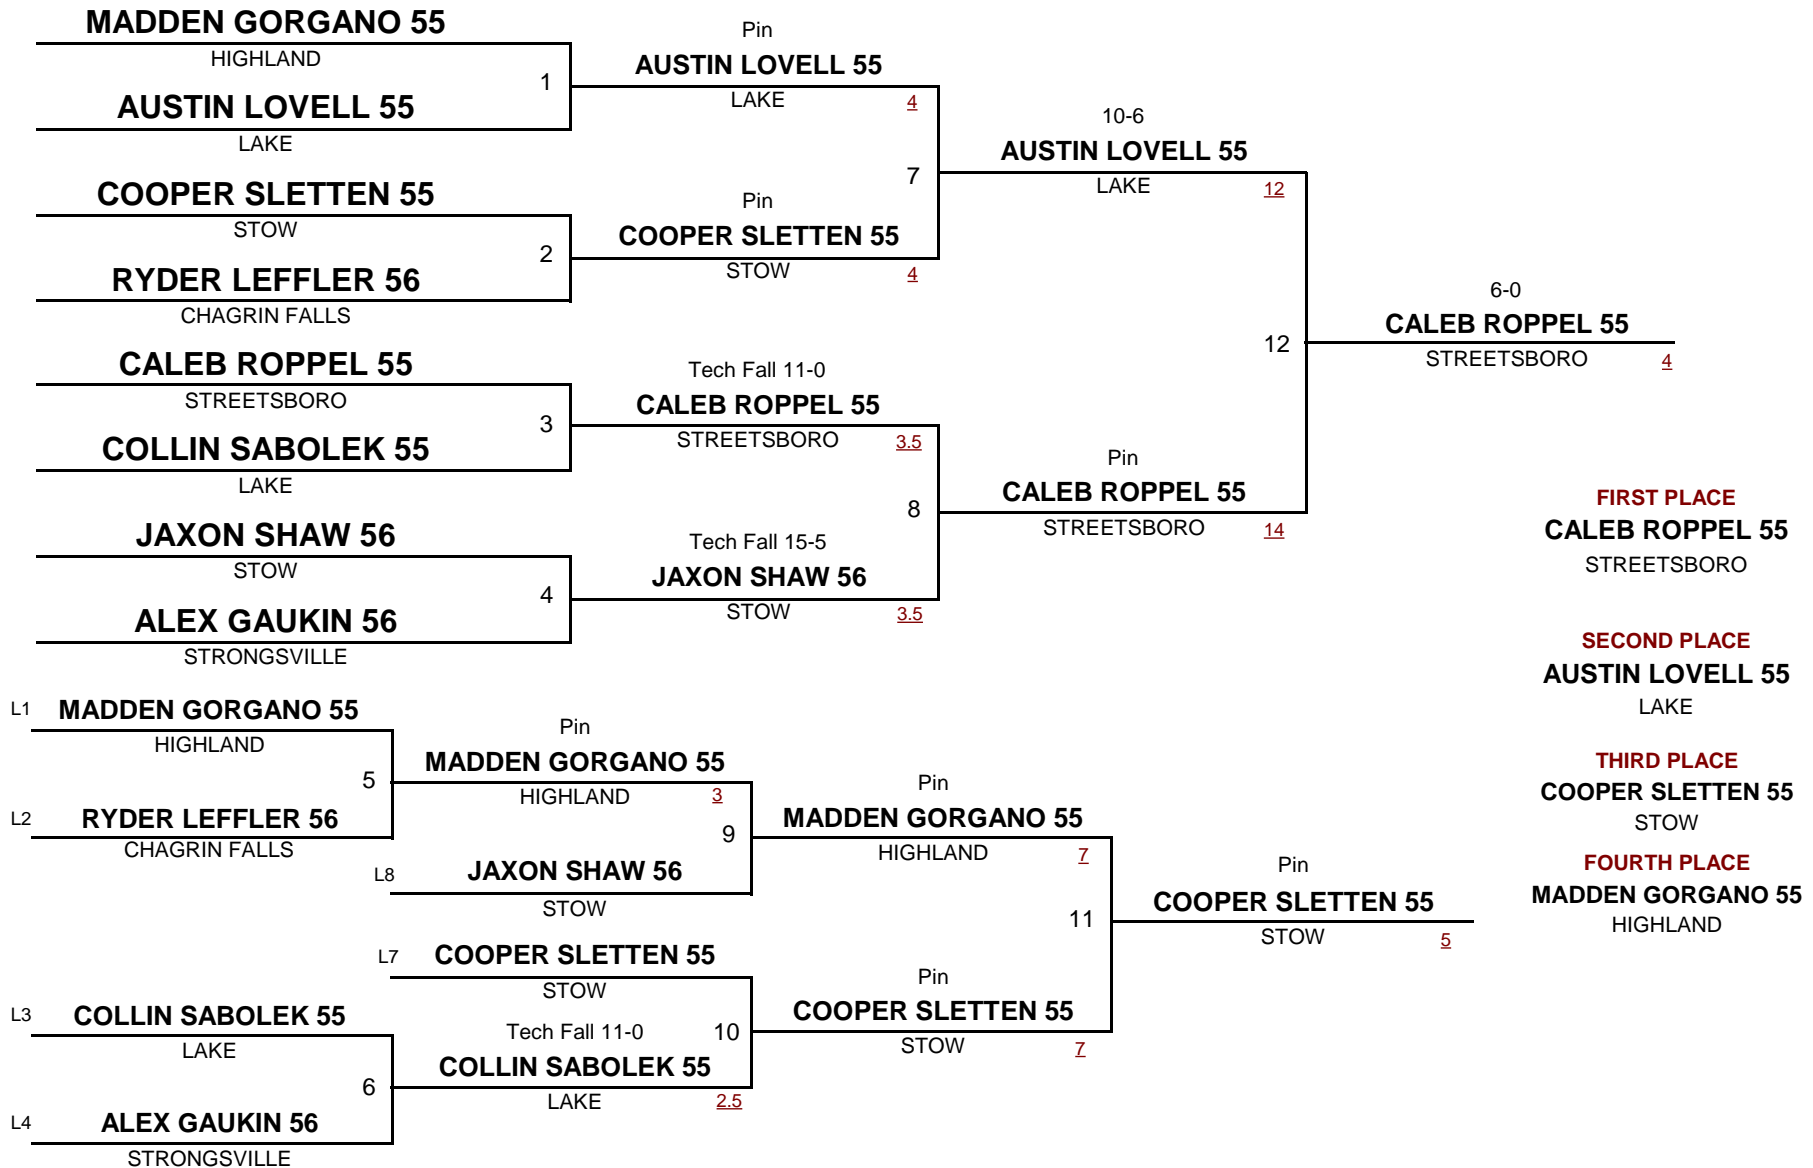 MADDEN GORGANO 55
HIGHLAND
1
AUSTIN LOVELL 55
LAKE
Pin
AUSTIN LOVELL 55
LAKE
4
COOPER SLETTEN 55
STOW
2
RYDER LEFFLER 56
CHAGRIN FALLS
Pin
COOPER SLETTEN 55
STOW
4
7
10-6
AUSTIN LOVELL 55
LAKE
12
CALEB ROPPEL 55
STREETSBORO
3
COLLIN SABOLEK 55
LAKE
Tech Fall 11-0
CALEB ROPPEL 55
STREETSBORO
3.5
JAXON SHAW 56
STOW
4
ALEX GAUKIN 56
STRONGSVILLE
Tech Fall 15-5
JAXON SHAW 56
STOW
3.5
8
Pin
CALEB ROPPEL 55
STREETSBORO
14
12
6-0
CALEB ROPPEL 55
STREETSBORO
4
FIRST PLACE
CALEB ROPPEL 55
STREETSBORO
SECOND PLACE
AUSTIN LOVELL 55
LAKE
THIRD PLACE
COOPER SLETTEN 55
STOW
FOURTH PLACE
MADDEN GORGANO 55
HIGHLAND
L1 MADDEN GORGANO 55
HIGHLAND
5
L2 RYDER LEFFLER 56
CHAGRIN FALLS
Pin
MADDEN GORGANO 55
HIGHLAND
3
9
L8 JAXON SHAW 56
STOW
Pin
MADDEN GORGANO 55
HIGHLAND
7
L7 COOPER SLETTEN 55
STOW
10
L3 COLLIN SABOLEK 55
LAKE
6
L4 ALEX GAUKIN 56
STRONGSVILLE
Tech Fall 11-0
COLLIN SABOLEK 55
LAKE
2.5
Pin
COOPER SLETTEN 55
STOW
7
11
Pin
COOPER SLETTEN 55
STOW
5